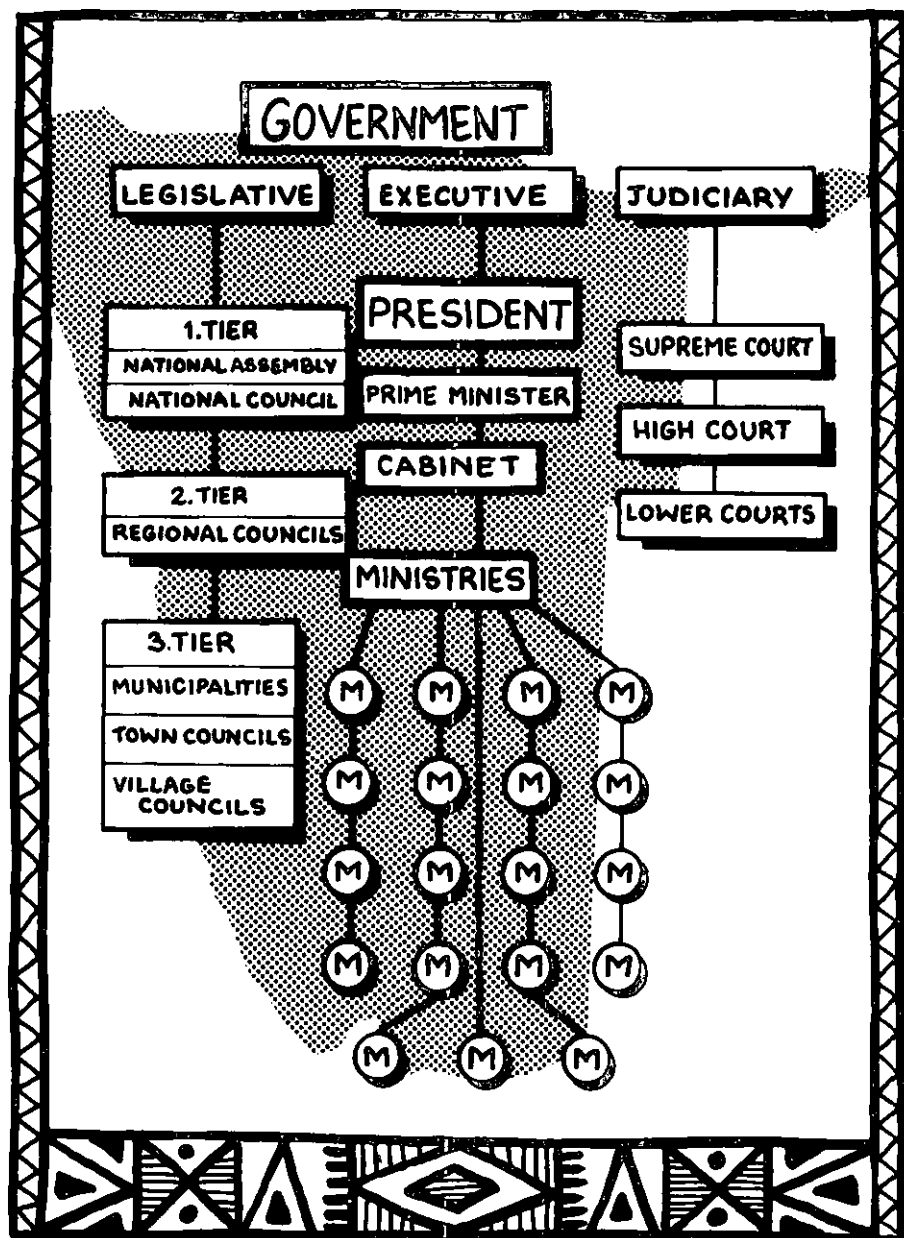 GOVERNMENT
LEGISLATIVE
1.TIER
NATIONAL ASSEMBLY
NATIONAL COUNCIL
2.TIER
REGIONAL COUNCILS
3.TIER
MUNICIPALITIES
TOWN COUNCILS
VILLAGE
COUNCILS
EXECUTIVE
PRESIDENT
PRIME MINISTER
CABINET
MINISTRIES
M M M M
M M M M
M M M M
M M M M
M M M
JUDICIARY
SUPREME COURT
HIGH COURT
LOWER COURTS